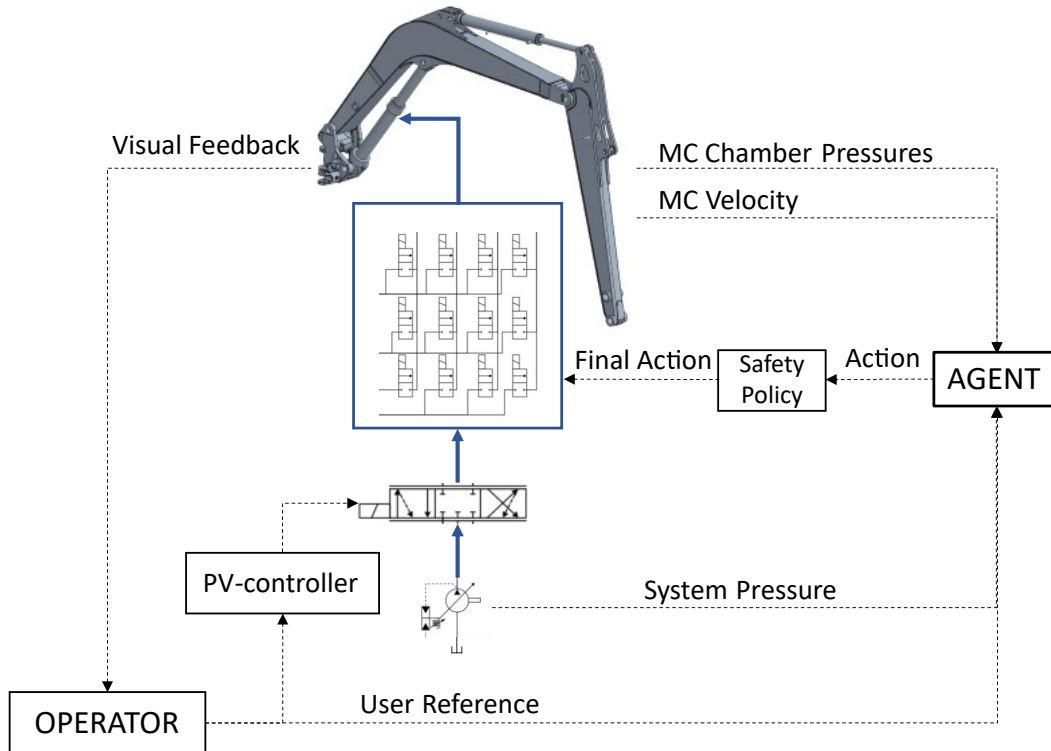 Visual Feedback
MC Chamber Pressures
MC Velocity
Final Action
Safety
Policy
Action
AGENT
PV-controller
System Pressure
User Reference
OPERATOR